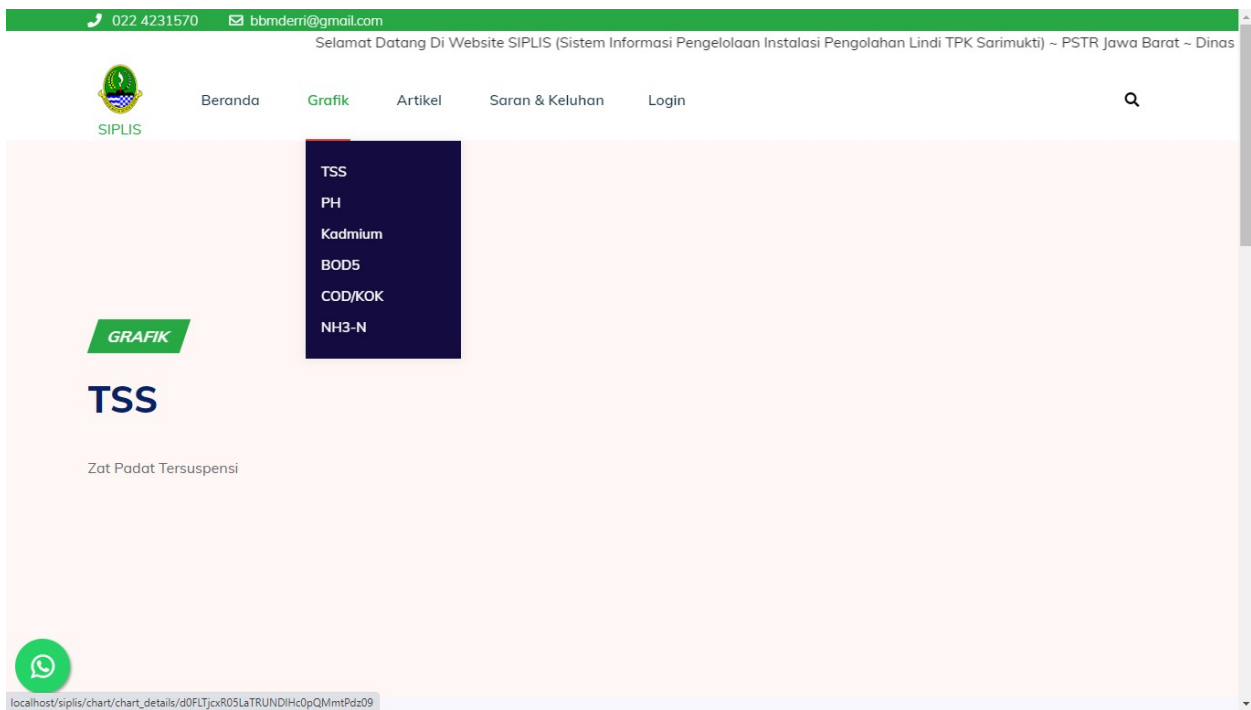 022 4231570 bbmderri@gmail.com
Selamat Datang Di Website SIPLIS (Sistem Informasi Pengelolaan Instalasi Pengolahan Lindi TPK Sarimukti) ~ PSTR Jawa Barat ~ Dinas
SIPLIS
Beranda Grafik Artikel Saran & Keluhan Login
TSS
PH
Kadmium
BOD5
COD/KOK
NH3-N
GRAFIK
TSS
Zat Padat Tersuspensi
localhost/siplis/chart/chart_details/d0FLTjcxR05LaTRUNDlHc0pQMmtPdz09